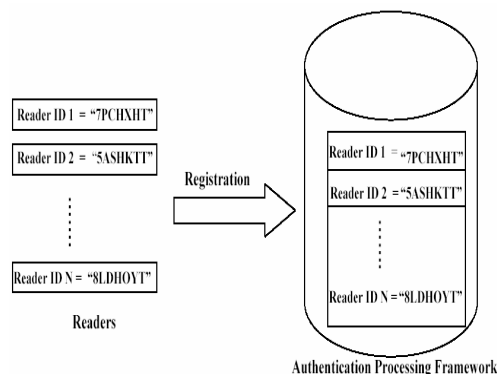 Reader ID 1 = “7PCHXHT”
Reader ID 2 = “5ASHKTT”
Reader ID N = “8LDHOYT”
Readers
Registration
Reader ID 1 = “7PCHXHT”
Reader ID 2 = “5ASHKTT”
Reader ID N = “8LDHOYT”
Authentication Processing Framework